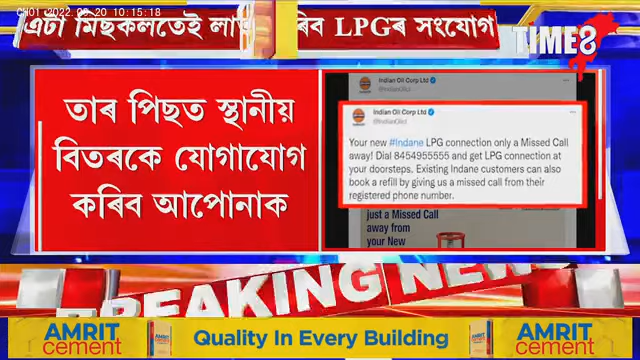 CH01 2022.09.20 10:15:18
এটা মিছকলতেই লাভ কৰিব LPGৰ সংযোগ
TIME8
তাৰ পিছত স্থানীয়
বিতৰকে যোগাযোগ
কৰিব আপোনাক
Indian Oil Corp Ltd
@IndianOilcl
Indian Oil Corp Ltd
@IndianOilcl
Your new #Indane LPG connection only a Missed Call
away! Dial 8454955555 and get LPG connection at
your doorsteps. Existing Indane customers can also
book a refill by giving us a missed call from their
registered phone number.
just a Missed Call
away from
your New
BREAKING NEWS
AMRIT
cement
Quality In Every Building
AMRIT
cement